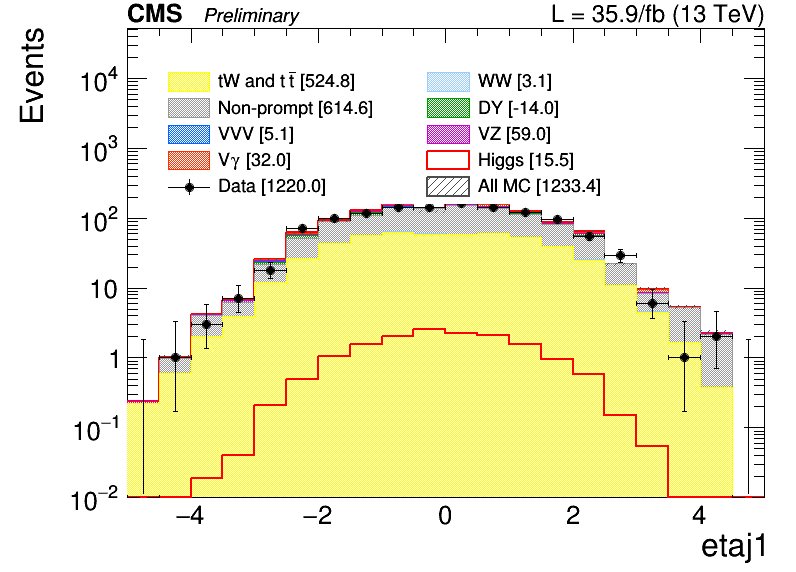 CMS Preliminary L = 35.9/fb (13 TeV)
Events
tW and tt̅ [524.8] WW [3.1]
Non-prompt [614.6] DY [-14.0]
VVV [5.1] VZ [59.0]
Vγ [32.0] Higgs [15.5]
Data [1220.0] All MC [1233.4]
10⁴
10³
10²
10
1
10⁻¹
10⁻²
−4 −2 0 2 4
etaj1